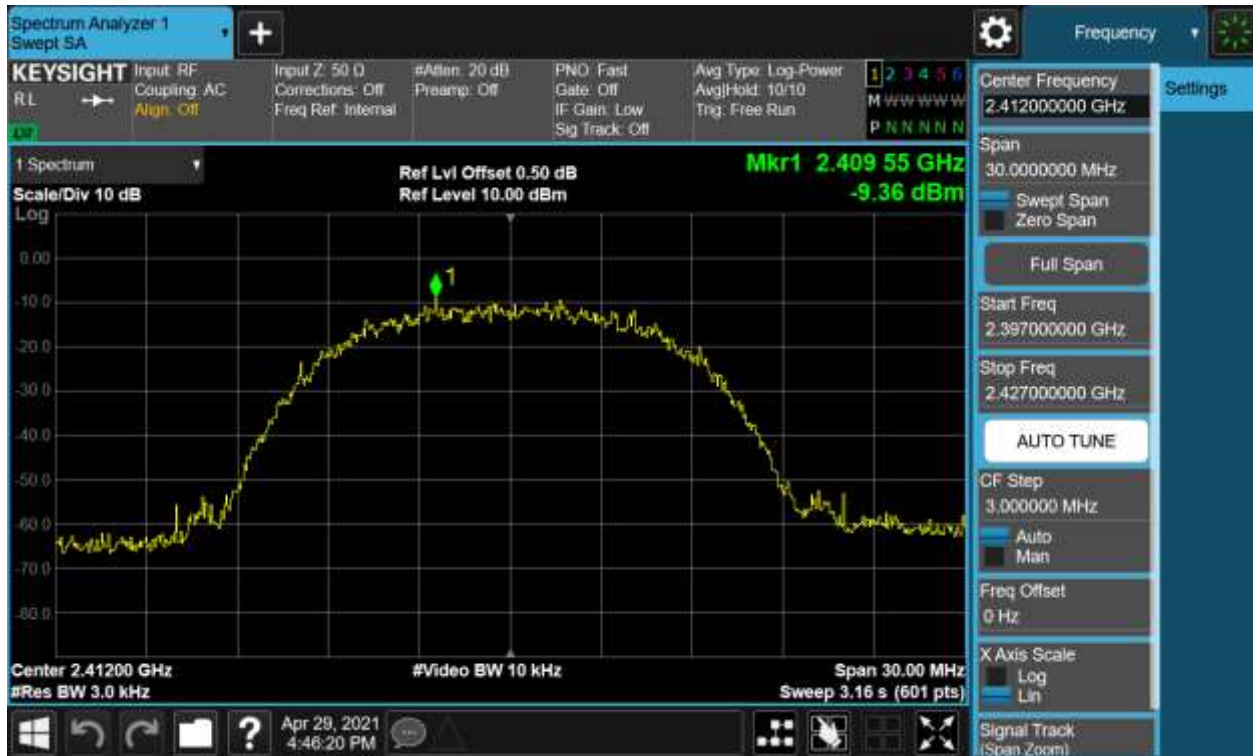 Spectrum Analyzer 1
Swept SA
+
Frequency
KEYSIGHT
RL
Input: RF
Coupling: AC
Align: Off
Input Z: 50 Ω
Corrections: Off
Freq Ref: Internal
#Atten: 20 dB
Preamp: Off
PNO: Fast
Gate: Off
IF Gain: Low
Sig Track: Off
Avg Type: Log-Power
Avg|Hold: 10/10
Trig: Free Run
1 2 3 4 5 6
M W W W W W
P N N N N N
1 Spectrum
Scale/Div 10 dB
Log
Ref Lvl Offset 0.50 dB
Ref Level 10.00 dBm
Mkr1 2.409 55 GHz
-9.36 dBm
1
0.00
-10.0
-20.0
-30.0
-40.0
-50.0
-60.0
-70.0
-80.0
Center 2.41200 GHz
#Res BW 3.0 kHz
#Video BW 10 kHz
Span 30.00 MHz
Sweep 3.16 s (601 pts)
Center Frequency
2.412000000 GHz
Settings
Span
30.0000000 MHz
Swept Span
Zero Span
Full Span
Start Freq
2.397000000 GHz
Stop Freq
2.427000000 GHz
AUTO TUNE
CF Step
3.000000 MHz
Auto
Man
Freq Offset
0 Hz
X Axis Scale
Log
Lin
Signal Track
(Span Zoom)
?
Apr 29, 2021
4:46:20 PM